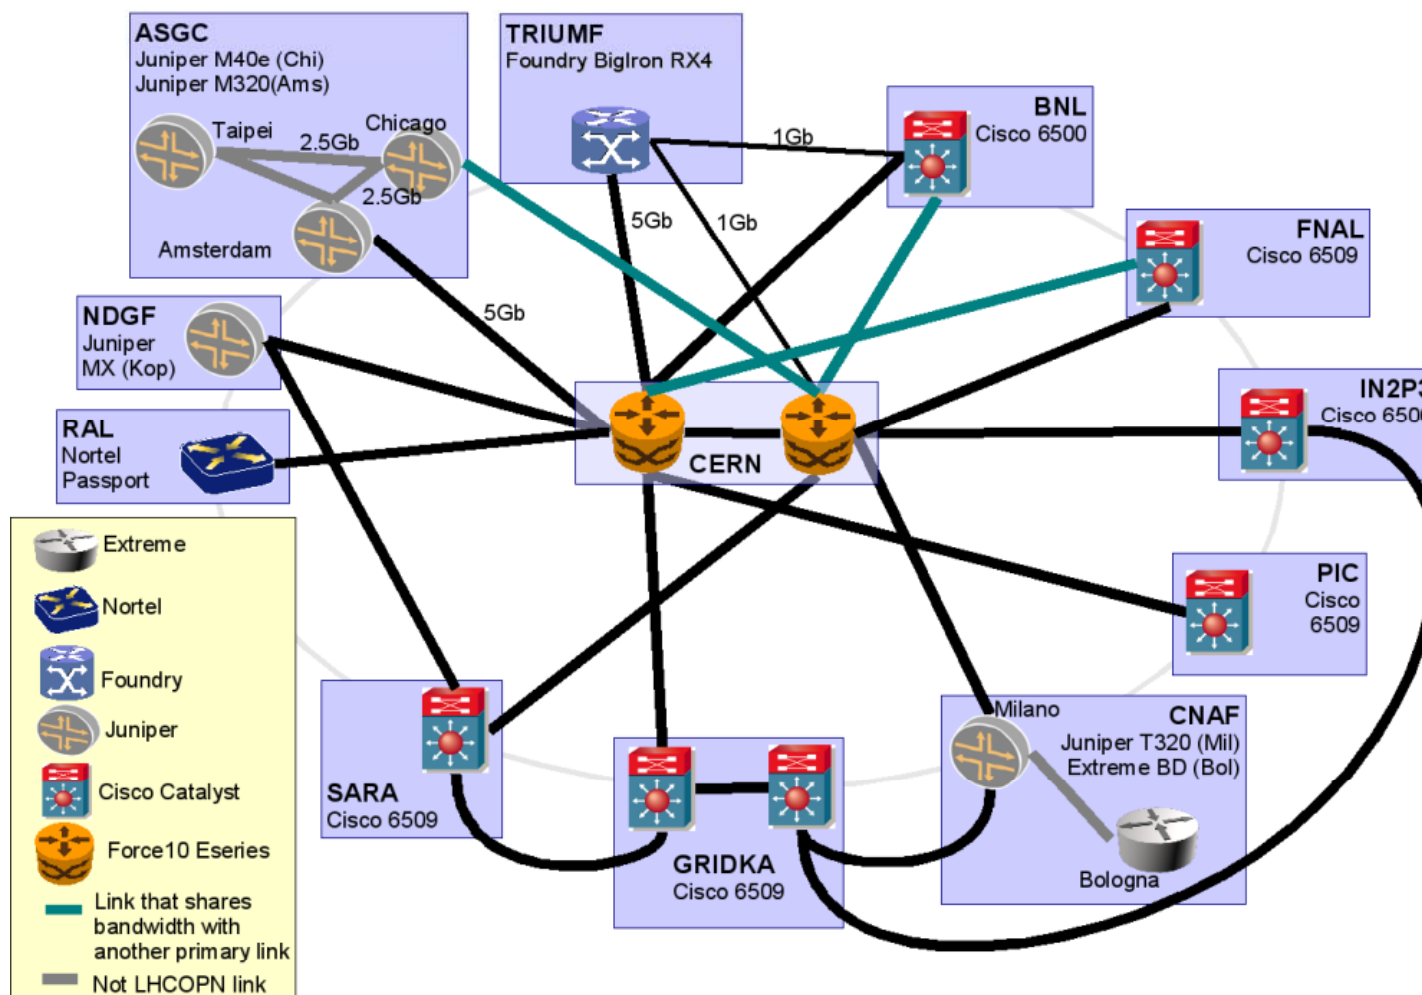 ASGC
Juniper M40e (Chi)
Juniper M320(Ams)
Taipei
Chicago
2.5Gb
2.5Gb
Amsterdam
TRIUMF
Foundry BigIron RX4
BNL
Cisco 6500
1Gb
5Gb
1Gb
FNAL
Cisco 6509
NDGF
Juniper
MX (Kop)
5Gb
IN2P3
Cisco 6500
RAL
Nortel
Passport
CERN
PIC
Cisco
6509
SARA
Cisco 6509
GRIDKA
Cisco 6509
Milano
CNAF
Juniper T320 (Mil)
Extreme BD (Bol)
Bologna
Extreme
Nortel
Foundry
Juniper
Cisco Catalyst
Force10 Eseries
Link that shares
bandwidth with
another primary link
Not LHCOPN link